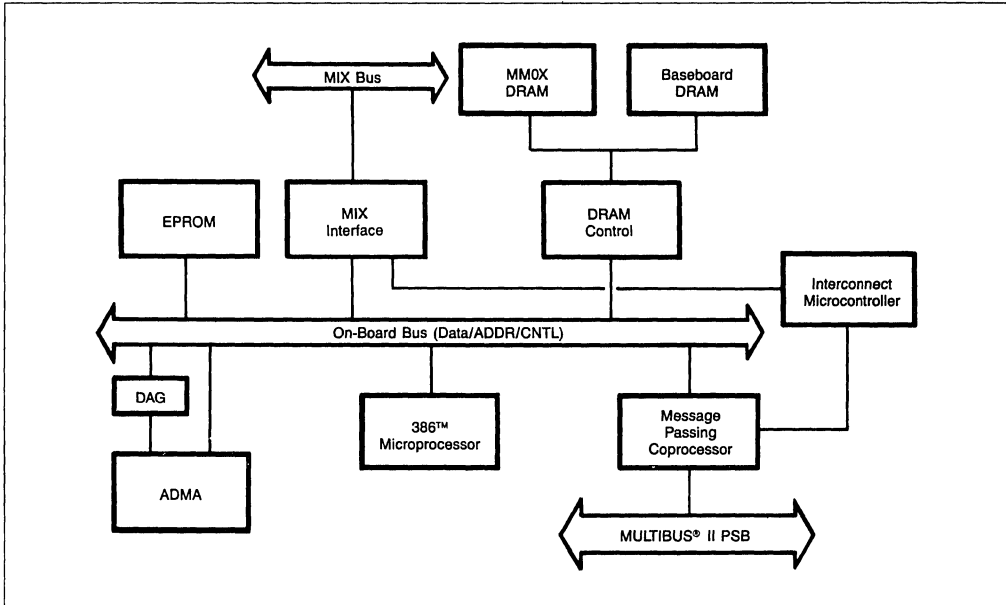 MIX Bus
MM0X
DRAM
Baseboard
DRAM
EPROM
MIX
Interface
DRAM
Control
Interconnect
Microcontroller
On-Board Bus (Data/ADDR/CNTL)
DAG
386™
Microprocessor
Message
Passing
Coprocessor
ADMA
MULTIBUS® II PSB